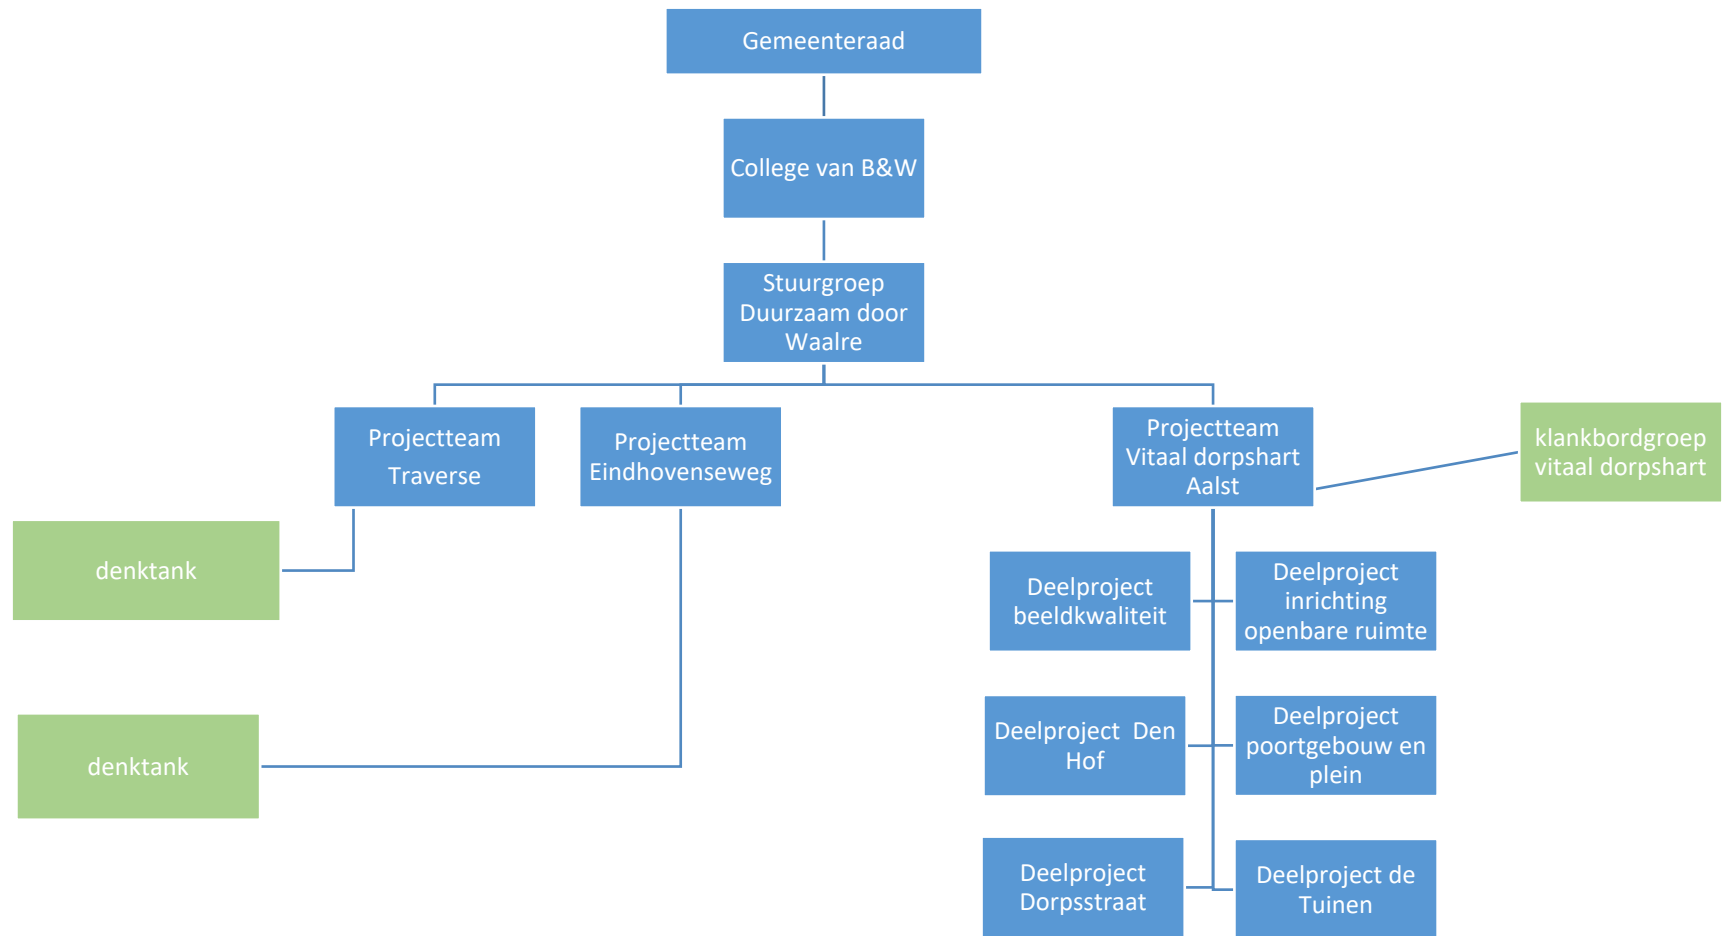 Gemeenteraad
College van B&W
Stuurgroep
Duurzaam door
Waalre
Projectteam
Traverse
Projectteam
Eindhovenseweg
Projectteam
Vitaal dorpshart
Aalst
klankbordgroep
vitaal dorpshart
denktank
Deelproject
beeldkwaliteit
Deelproject
inrichting
openbare ruimte
denktank
Deelproject Den
Hof
Deelproject
poortgebouw en
plein
Deelproject
Dorpsstraat
Deelproject de
Tuinen